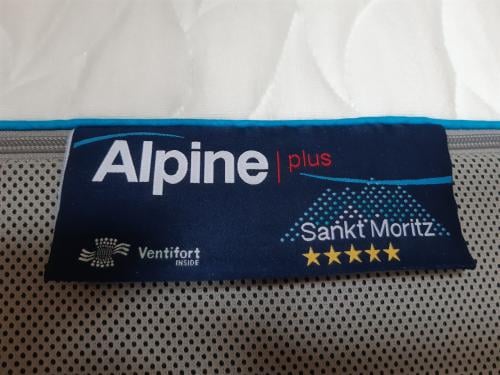 Alpine | plus
Sankt Moritz
Ventifort
INSIDE